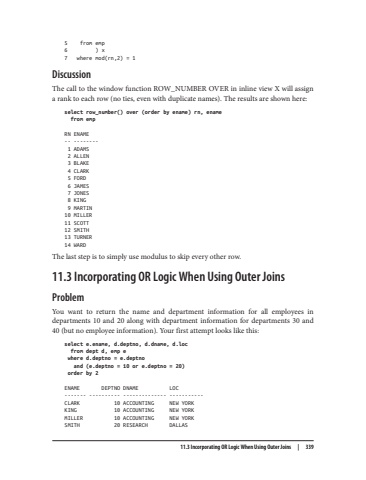 5    from emp
6         ) x
7   where mod(rn,2) = 1
Discussion
The call to the window function ROW_NUMBER OVER in inline view X will assign
a rank to each row (no ties, even with duplicate names). The results are shown here:
select row_number() over (order by ename) rn, ename
  from emp
RN ENAME
-- --------
 1 ADAMS
 2 ALLEN
 3 BLAKE
 4 CLARK
 5 FORD
 6 JAMES
 7 JONES
 8 KING
 9 MARTIN
10 MILLER
11 SCOTT
12 SMITH
13 TURNER
14 WARD
The last step is to simply use modulus to skip every other row.
11.3 Incorporating OR Logic When Using Outer Joins
Problem
You want to return the name and department information for all employees in
departments 10 and 20 along with department information for departments 30 and
40 (but no employee information). Your first attempt looks like this:
select e.ename, d.deptno, d.dname, d.loc
  from dept d, emp e
 where d.deptno = e.deptno
   and (e.deptno = 10 or e.deptno = 20)
 order by 2
ENAME       DEPTNO DNAME          LOC
------- ---------- -------------- -----------
CLARK           10 ACCOUNTING     NEW YORK
KING            10 ACCOUNTING     NEW YORK
MILLER          10 ACCOUNTING     NEW YORK
SMITH           20 RESEARCH       DALLAS
11.3 Incorporating OR Logic When Using Outer Joins | 339